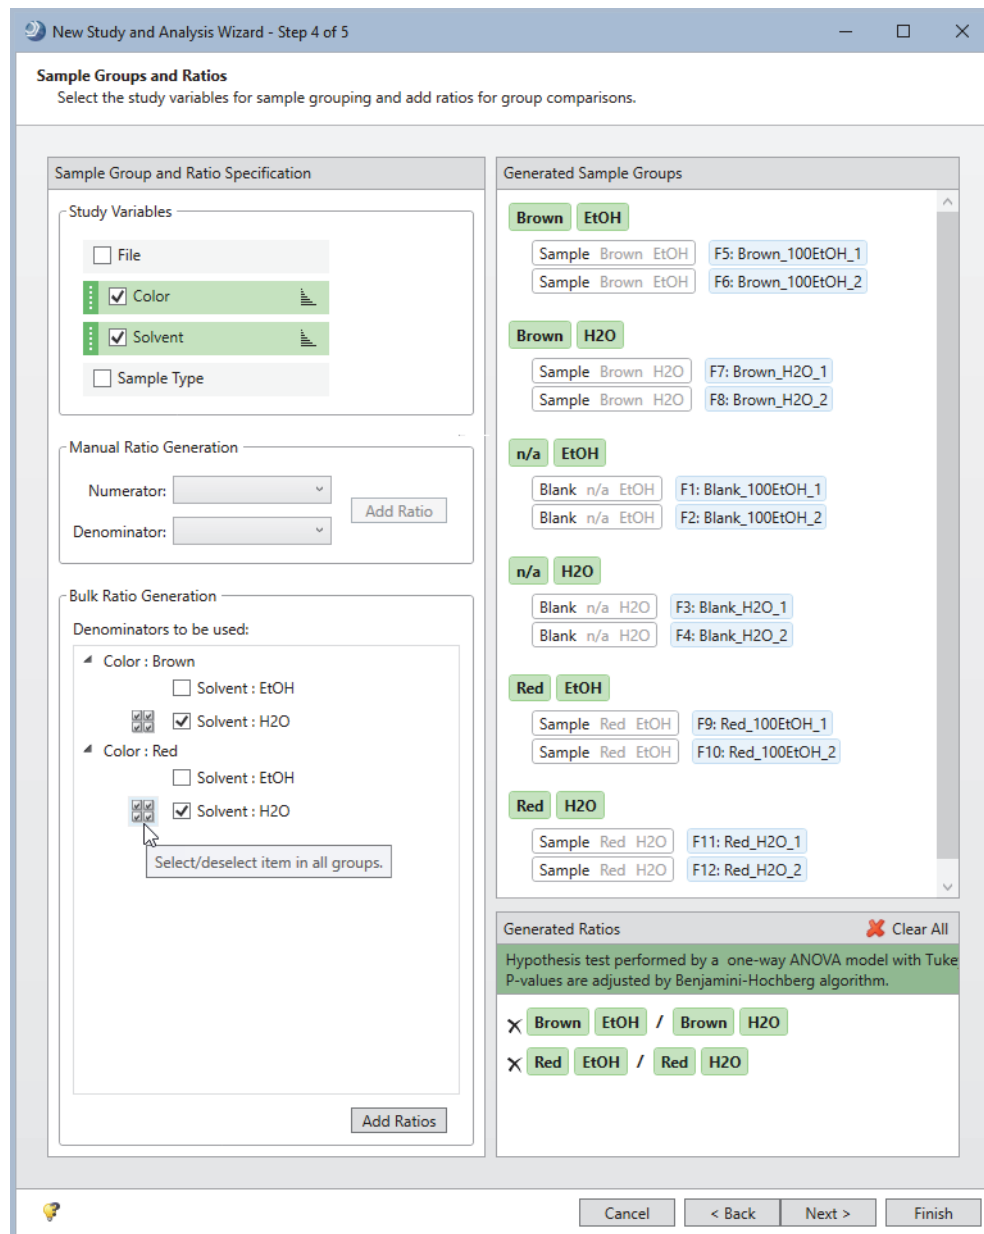 New Study and Analysis Wizard - Step 4 of 5
Sample Groups and Ratios
Select the study variables for sample grouping and add ratios for group comparisons.
Sample Group and Ratio Specification
Study Variables
File
Color
Solvent
Sample Type
Manual Ratio Generation
Numerator:
Add Ratio
Denominator:
Bulk Ratio Generation
Denominators to be used:
Color : Brown
Solvent : EtOH
Solvent : H2O
Color : Red
Solvent : EtOH
Solvent : H2O
Select/deselect item in all groups.
Add Ratios
Generated Sample Groups
Brown EtOH
Sample Brown EtOH F5: Brown_100EtOH_1
Sample Brown EtOH F6: Brown_100EtOH_2
Brown H2O
Sample Brown H2O F7: Brown_H2O_1
Sample Brown H2O F8: Brown_H2O_2
n/a EtOH
Blank n/a EtOH F1: Blank_100EtOH_1
Blank n/a EtOH F2: Blank_100EtOH_2
n/a H2O
Blank n/a H2O F3: Blank_H2O_1
Blank n/a H2O F4: Blank_H2O_2
Red EtOH
Sample Red EtOH F9: Red_100EtOH_1
Sample Red EtOH F10: Red_100EtOH_2
Red H2O
Sample Red H2O F11: Red_H2O_1
Sample Red H2O F12: Red_H2O_2
Generated Ratios Clear All
Hypothesis test performed by a one-way ANOVA model with Tuke
P-values are adjusted by Benjamini-Hochberg algorithm.
Brown EtOH / Brown H2O
Red EtOH / Red H2O
Cancel < Back Next > Finish